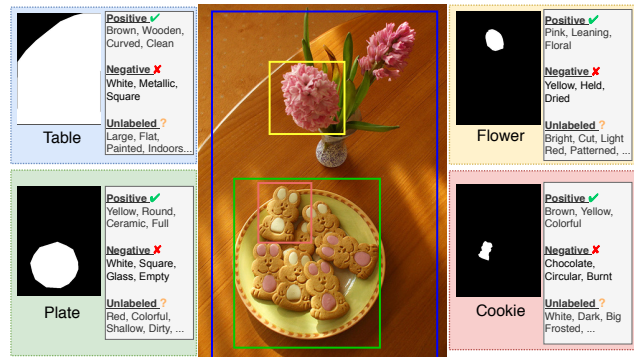 Positive ✔
Brown, Wooden,
Curved, Clean
Negative ✘
White, Metallic,
Square
Unlabeled ?
Large, Flat,
Painted, Indoors...
Table
Positive ✔
Yellow, Round,
Ceramic, Full
Negative ✘
White, Square,
Glass, Empty
Unlabeled ?
Red, Colorful,
Shallow, Dirty, ...
Plate
Positive ✔
Pink, Leaning,
Floral
Negative ✘
Yellow, Held,
Dried
Unlabeled ?
Bright, Cut, Light
Red, Patterned, ...
Flower
Positive ✔
Brown, Yellow,
Colorful
Negative ✘
Chocolate,
Circular, Burnt
Unlabeled ?
White, Dark, Big
Frosted, ...
Cookie